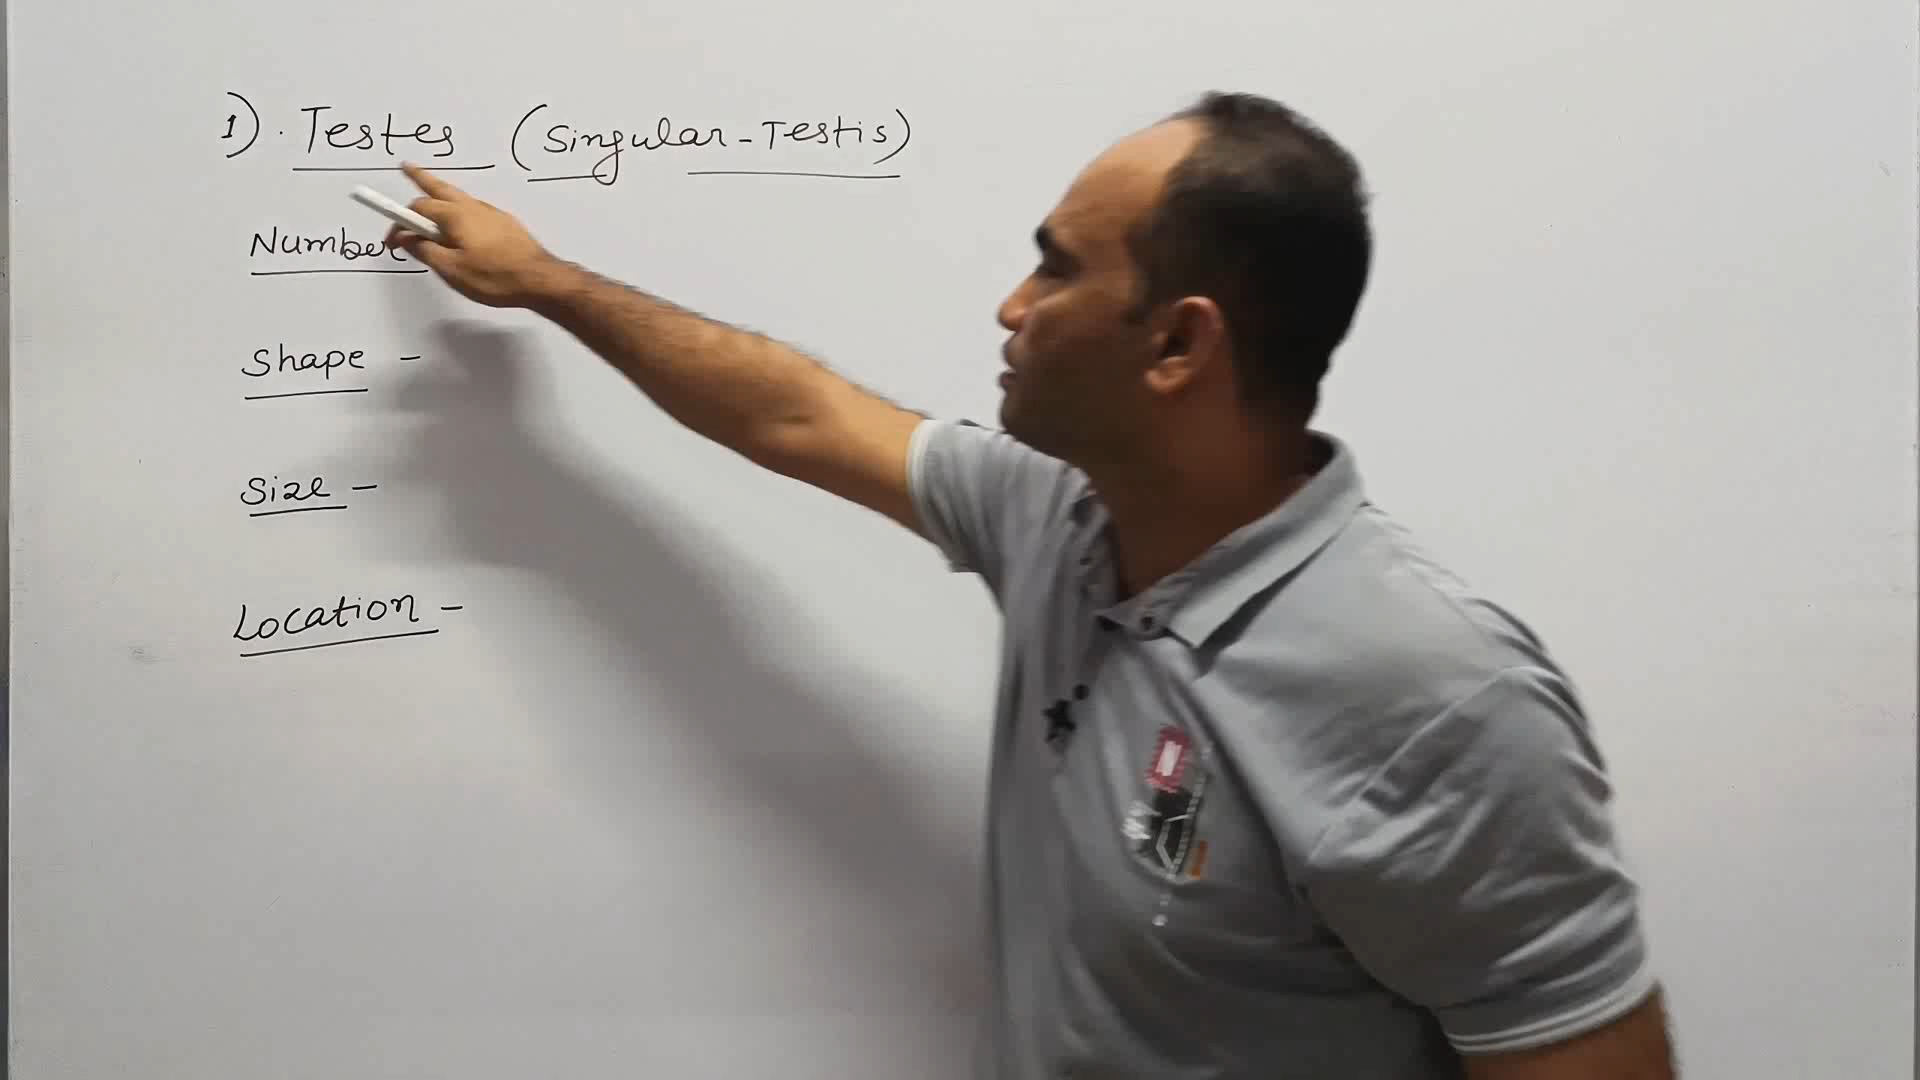 1). Testes (Singular - Testis)
Number
Shape -
Size -
Location -